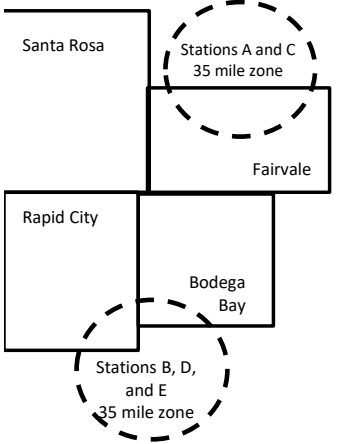 Santa Rosa
Stations A and C
35 mile zone
Fairvale
Rapid City
Bodega
Bay
Stations B, D,
and E
35 mile zone